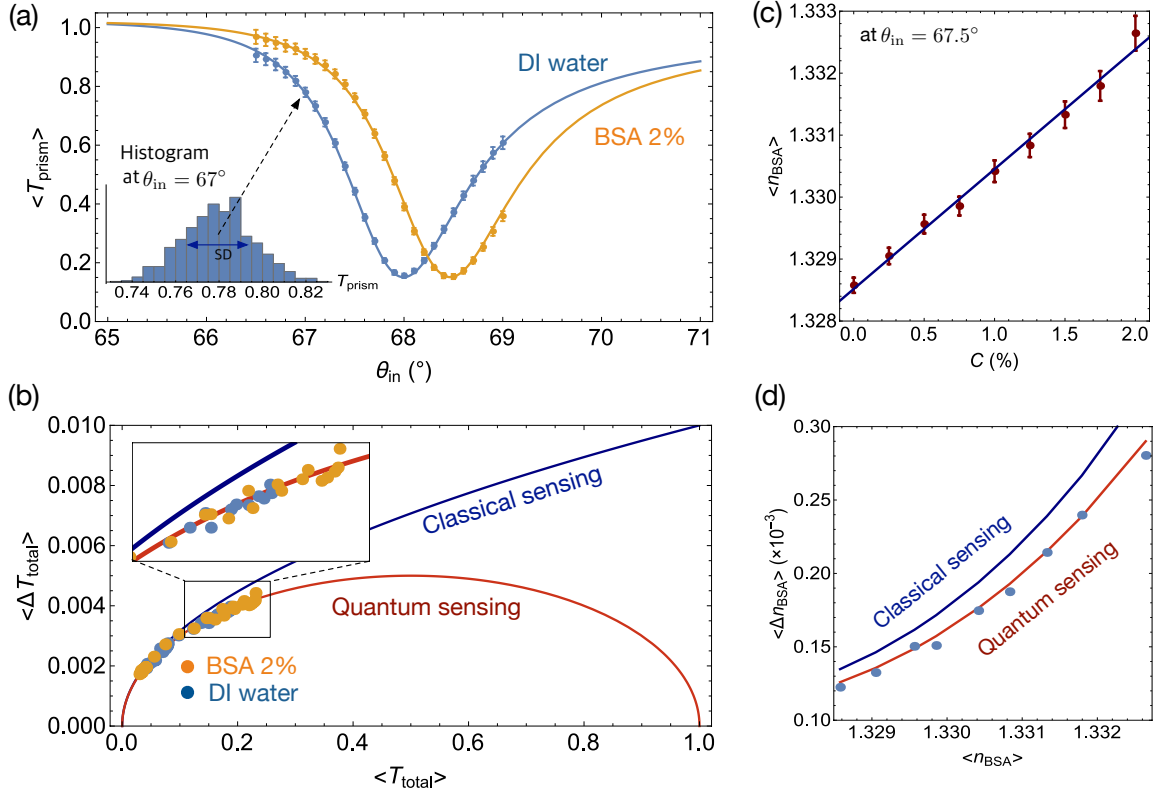 (a)
<T_prism>
1.0
0.8
0.6
0.4
0.2
0.0
DI water
BSA 2%
Histogram
at θ_in = 67°
SD
0.74 0.76 0.78 0.80 0.82 T_prism
65 66 67 68 69 70 71
θ_in (°)
(c)
<n_BSA>
1.333
1.332
1.331
1.330
1.329
1.328
at θ_in = 67.5°
0.0 0.5 1.0 1.5 2.0
C (%)
(b)
<ΔT_total>
0.010
0.008
0.006
0.004
0.002
0.000
Classical sensing
Quantum sensing
BSA 2%
DI water
0.0 0.2 0.4 0.6 0.8 1.0
<T_total>
(d)
<Δn_BSA> (×10⁻³)
0.30
0.25
0.20
0.15
0.10
Classical sensing
Quantum sensing
1.329 1.330 1.331 1.332
<n_BSA>